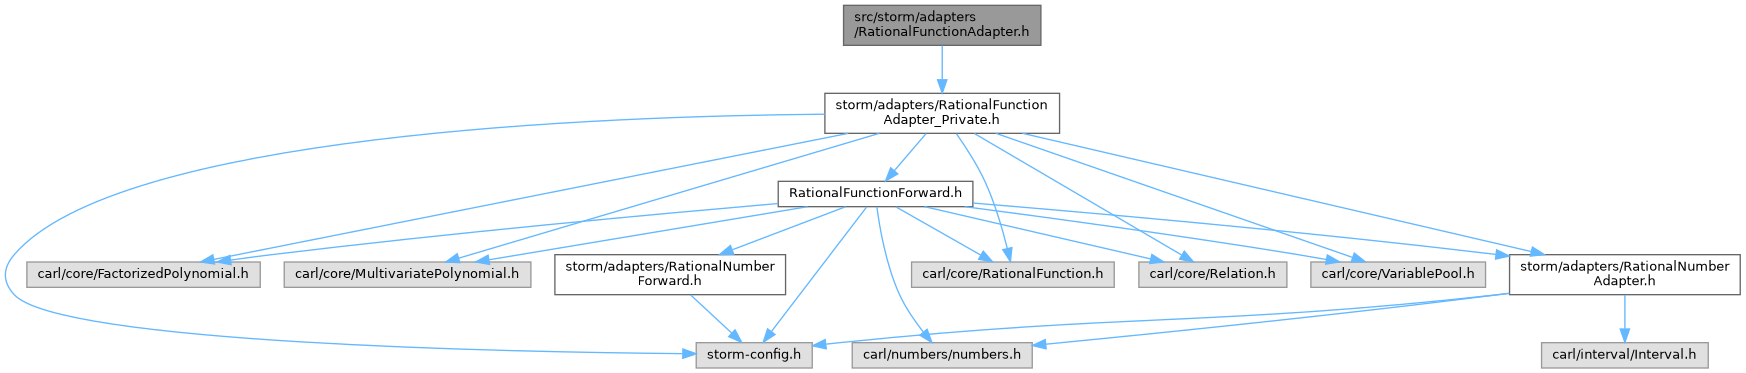 src/storm/adapters
/RationalFunctionAdapter.h
storm/adapters/RationalFunction
Adapter_Private.h
RationalFunctionForward.h
carl/core/FactorizedPolynomial.h
carl/core/MultivariatePolynomial.h
storm/adapters/RationalNumber
Forward.h
carl/core/RationalFunction.h
carl/core/Relation.h
carl/core/VariablePool.h
storm/adapters/RationalNumber
Adapter.h
storm-config.h
carl/numbers/numbers.h
carl/interval/Interval.h